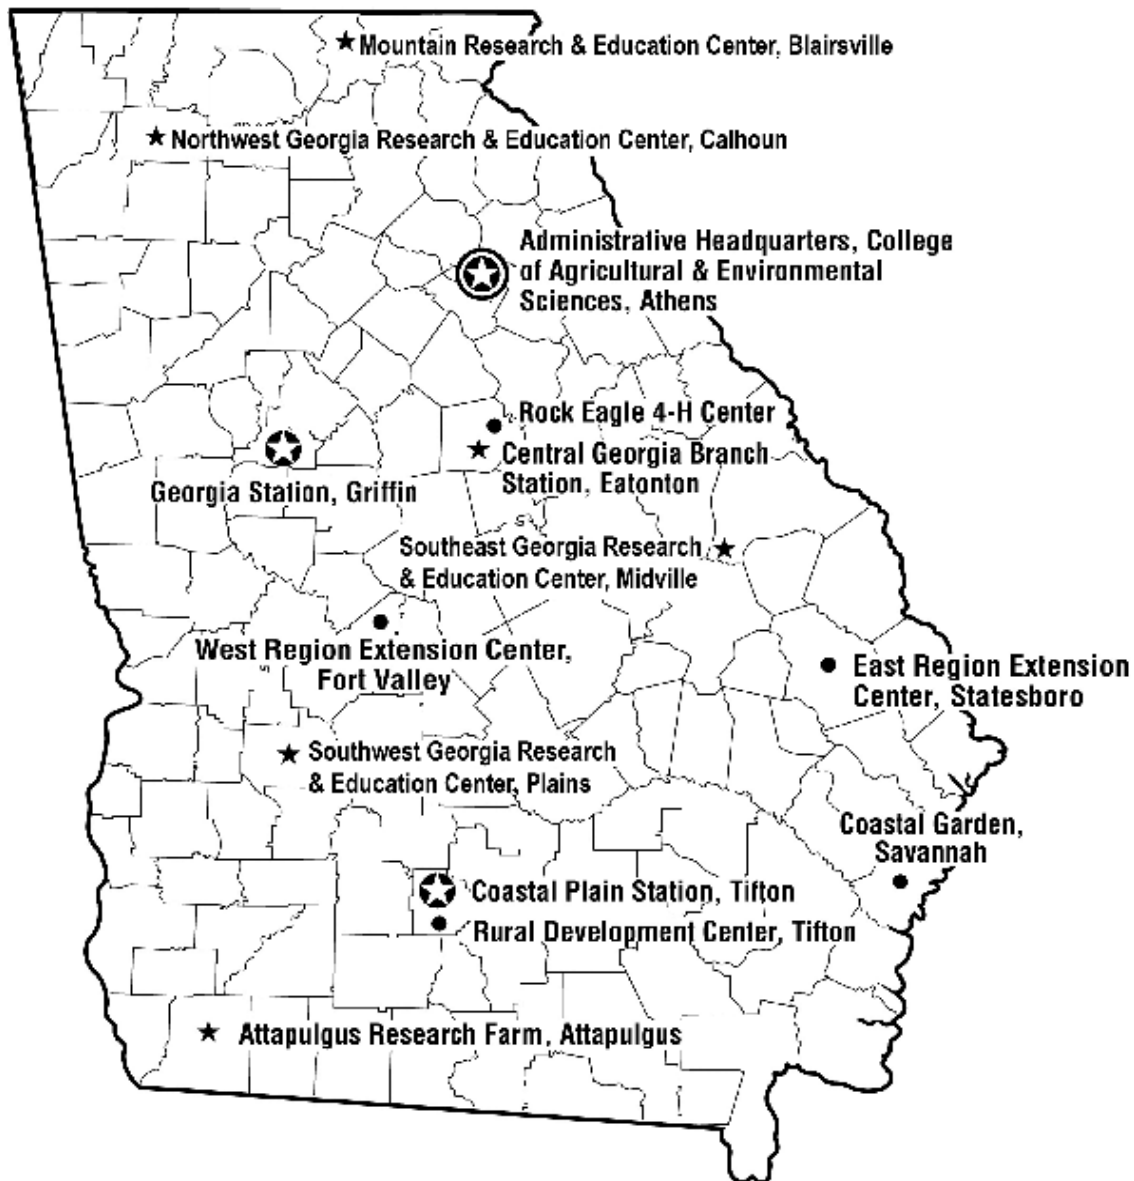 Mountain Research & Education Center, Blairsville
Northwest Georgia Research & Education Center, Calhoun
Administrative Headquarters, College
of Agricultural & Environmental
Sciences, Athens
Rock Eagle 4-H Center
Central Georgia Branch
Station, Eatonton
Georgia Station, Griffin
Southeast Georgia Research
& Education Center, Midville
West Region Extension Center,
Fort Valley
East Region Extension
Center, Statesboro
Southwest Georgia Research
& Education Center, Plains
Coastal Garden,
Savannah
Coastal Plain Station, Tifton
Rural Development Center, Tifton
Attapulgus Research Farm, Attapulgus